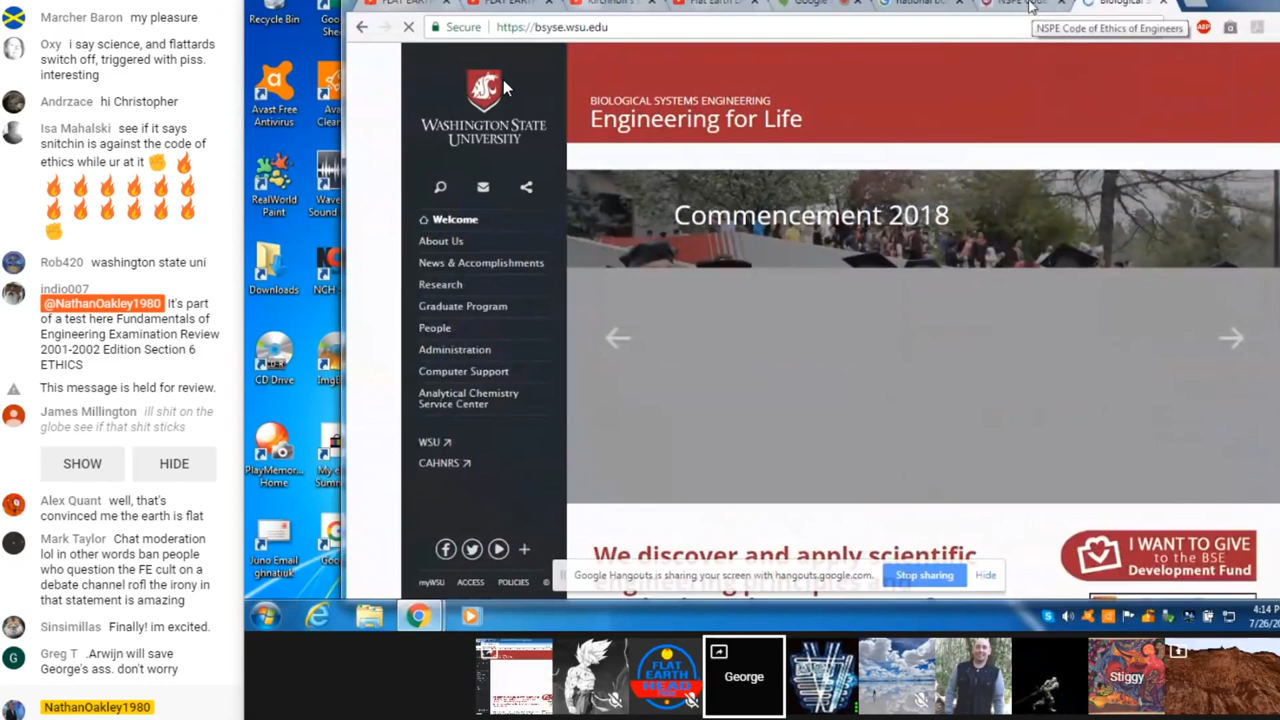 Marcher Baron my pleasure
Oxy i say science, and flattards
switch off, triggered with piss.
interesting
Andrzace hi Christopher
Isa Mahalski see if it says
snitchin is against the code of
ethics while ur at it
Rob420 washington state uni
indio007
@NathanOakley1980 It's part
of a test here Fundamentals of
Engineering Examination Review
2001-2002 Edition Section 6
ETHICS
This message is held for review.
James Millington ill shit on the
globe see if that shit sticks
SHOW HIDE
Alex Quant well, that's
convinced me the earth is flat
Mark Taylor Chat moderation
lol in other words ban people
who question the FE cult on a
debate channel rofl the irony in
that statement is amazing
Sinsimillas Finally! im excited.
Greg T .Arwijn will save
George's ass. don't worry
NathanOakley1980
Recycle Bin
Avast Free
Antivirus
RealWorld
Paint
Wave
Sound
Downloads
NCH
CD Drive
PlayMemor...
Home
My e
Juno Email
ghnatiuk
Google
Secure https://bsyse.wsu.edu
NSPE Code of Ethics of Engineers
ABP
WASHINGTON STATE
UNIVERSITY
Welcome
About Us
News & Accomplishments
Research
Graduate Program
People
Administration
Computer Support
Analytical Chemistry
Service Center
WSU
CAHNRS
myWSU ACCESS POLICIES ©
BIOLOGICAL SYSTEMS ENGINEERING
Engineering for Life
Commencement 2018
We discover and apply scientific
I WANT TO GIVE
to the BSE
Development Fund
Google Hangouts is sharing your screen with hangouts.google.com. Stop sharing Hide
4:14 P
7/26/20
FLAT
EARTH
HEAD
George
Stiggy